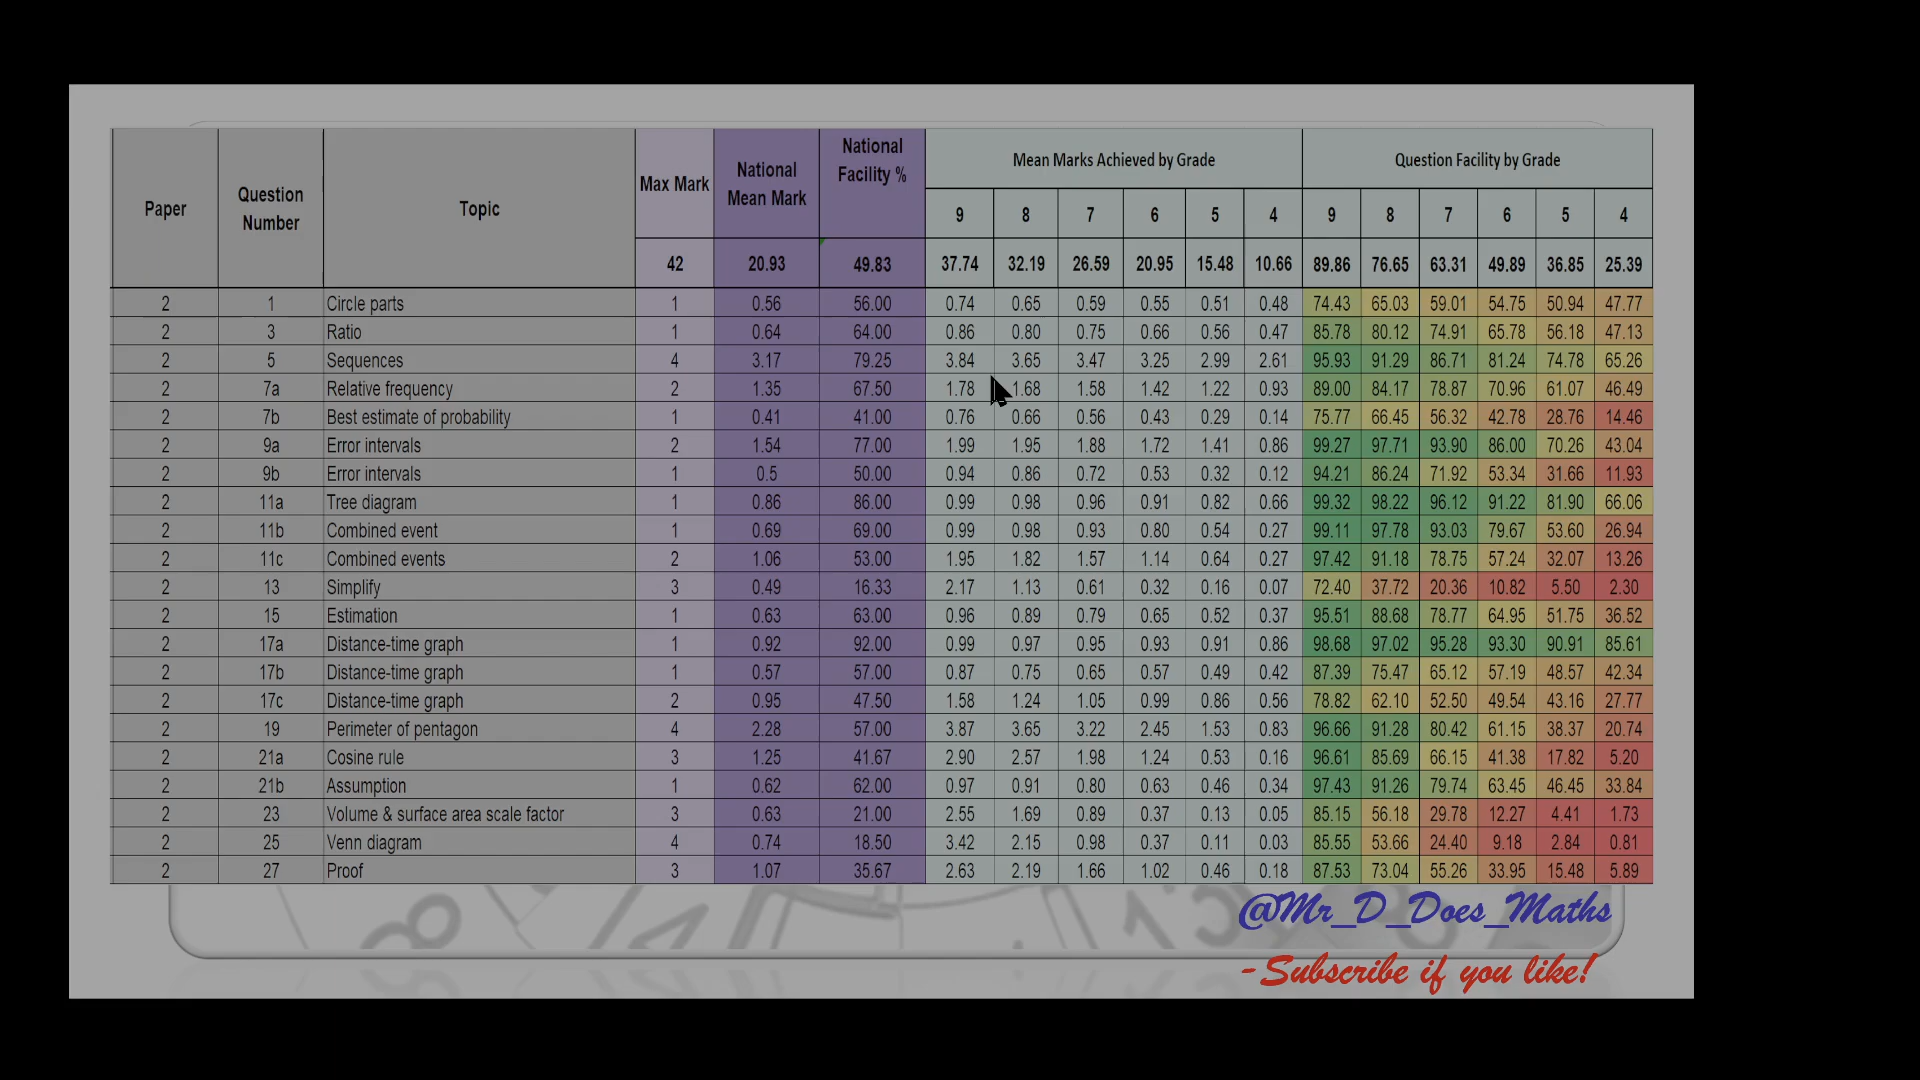 Paper Question Number Topic Max Mark National Mean Mark National Facility % Mean Marks Achieved by Grade Question Facility by Grade
9 8 7 6 5 4 9 8 7 6 5 4
42 20.93 49.83 37.74 32.19 26.59 20.95 15.48 10.66 89.86 76.65 63.31 49.89 36.85 25.39
2 1 Circle parts 1 0.56 56.00 0.74 0.65 0.59 0.55 0.51 0.48 74.43 65.03 59.01 54.75 50.94 47.77
2 3 Ratio 1 0.64 64.00 0.86 0.80 0.75 0.66 0.56 0.47 85.78 80.12 74.91 65.78 56.18 47.13
2 5 Sequences 4 3.17 79.25 3.84 3.65 3.47 3.25 2.99 2.61 95.93 91.29 86.71 81.24 74.78 65.26
2 7a Relative frequency 2 1.35 67.50 1.78 1.68 1.58 1.42 1.22 0.93 89.00 84.17 78.87 70.96 61.07 46.49
2 7b Best estimate of probability 1 0.41 41.00 0.76 0.66 0.56 0.43 0.29 0.14 75.77 66.45 56.32 42.78 28.76 14.46
2 9a Error intervals 2 1.54 77.00 1.99 1.95 1.88 1.72 1.41 0.86 99.27 97.71 93.90 86.00 70.26 43.04
2 9b Error intervals 1 0.5 50.00 0.94 0.86 0.72 0.53 0.32 0.12 94.21 86.24 71.92 53.34 31.66 11.93
2 11a Tree diagram 1 0.86 86.00 0.99 0.98 0.96 0.91 0.82 0.66 99.32 98.22 96.12 91.22 81.90 66.06
2 11b Combined event 1 0.69 69.00 0.99 0.98 0.93 0.80 0.54 0.27 99.11 97.78 93.03 79.67 53.60 26.94
2 11c Combined events 2 1.06 53.00 1.95 1.82 1.57 1.14 0.64 0.27 97.42 91.18 78.75 57.24 32.07 13.26
2 13 Simplify 3 0.49 16.33 2.17 1.13 0.61 0.32 0.16 0.07 72.40 37.72 20.36 10.82 5.50 2.30
2 15 Estimation 1 0.63 63.00 0.96 0.89 0.79 0.65 0.52 0.37 95.51 88.68 78.77 64.95 51.75 36.52
2 17a Distance-time graph 1 0.92 92.00 0.99 0.97 0.95 0.93 0.91 0.86 98.68 97.02 95.28 93.30 90.91 85.61
2 17b Distance-time graph 1 0.57 57.00 0.87 0.75 0.65 0.57 0.49 0.42 87.39 75.47 65.12 57.19 48.57 42.34
2 17c Distance-time graph 2 0.95 47.50 1.58 1.24 1.05 0.99 0.86 0.56 78.82 62.10 52.50 49.54 43.16 27.77
2 19 Perimeter of pentagon 4 2.28 57.00 3.87 3.65 3.22 2.45 1.53 0.83 96.66 91.28 80.42 61.15 38.37 20.74
2 21a Cosine rule 3 1.25 41.67 2.90 2.57 1.98 1.24 0.53 0.16 96.61 85.69 66.15 41.38 17.82 5.20
2 21b Assumption 1 0.62 62.00 0.97 0.91 0.80 0.63 0.46 0.34 97.43 91.26 79.74 63.45 46.45 33.84
2 23 Volume & surface area scale factor 3 0.63 21.00 2.55 1.69 0.89 0.37 0.13 0.05 85.15 56.18 29.78 12.27 4.41 1.73
2 25 Venn diagram 4 0.74 18.50 3.42 2.15 0.98 0.37 0.11 0.03 85.55 53.66 24.40 9.18 2.84 0.81
2 27 Proof 3 1.07 35.67 2.63 2.19 1.66 1.02 0.46 0.18 87.53 73.04 55.26 33.95 15.48 5.89
@Mr_D_Does_Maths
-Subscribe if you like!